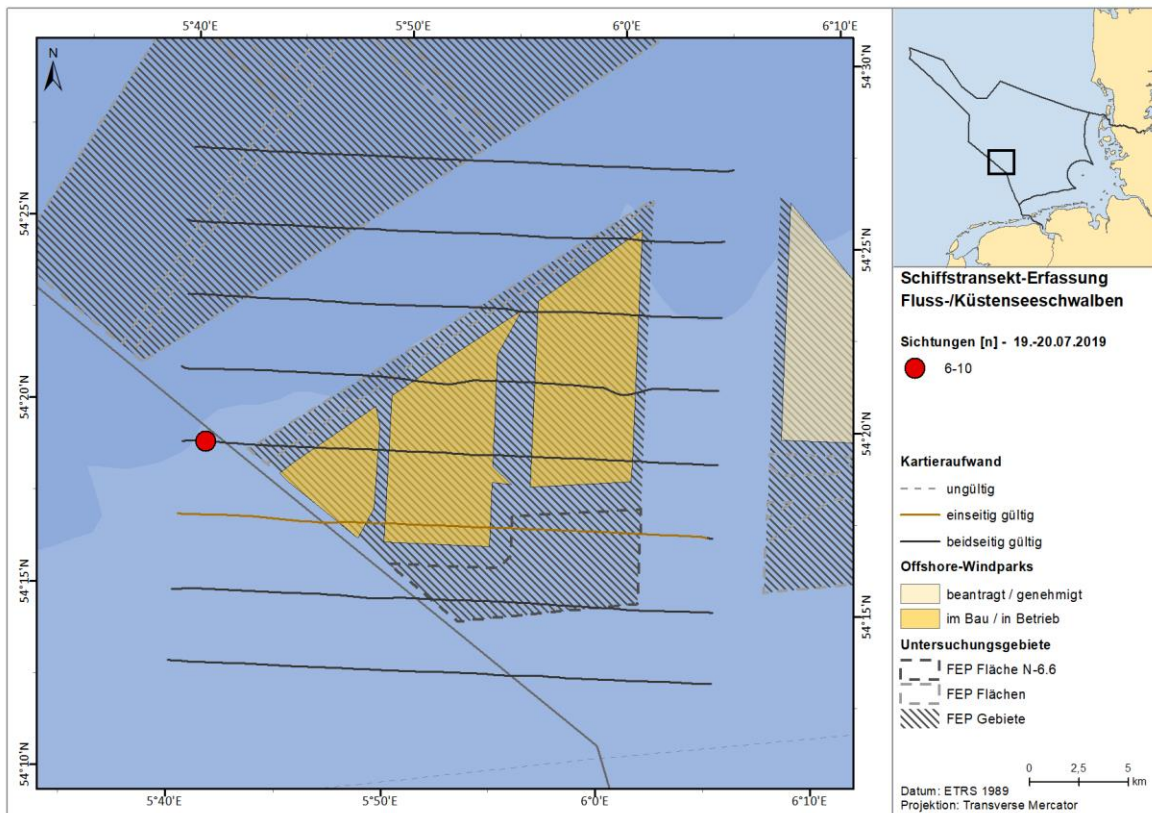 5°40'E 5°50'E 6°0'E 6°10'E
N
54°30'N
54°25'N
54°25'N
54°20'N
54°20'N
54°15'N
54°15'N
54°10'N
5°40'E 5°50'E 6°0'E 6°10'E
Schiffstransekt-Erfassung
Fluss-/Küstenseeschwalben
Sichtungen [n] - 19.-20.07.2019
6-10
Kartieraufwand
ungültig
einseitig gültig
beidseitig gültig
Offshore-Windparks
beantragt / genehmigt
im Bau / in Betrieb
Untersuchungsgebiete
FEP Fläche N-6.6
FEP Flächen
FEP Gebiete
0 2,5 5
km
Datum: ETRS 1989
Projektion: Transverse Mercator